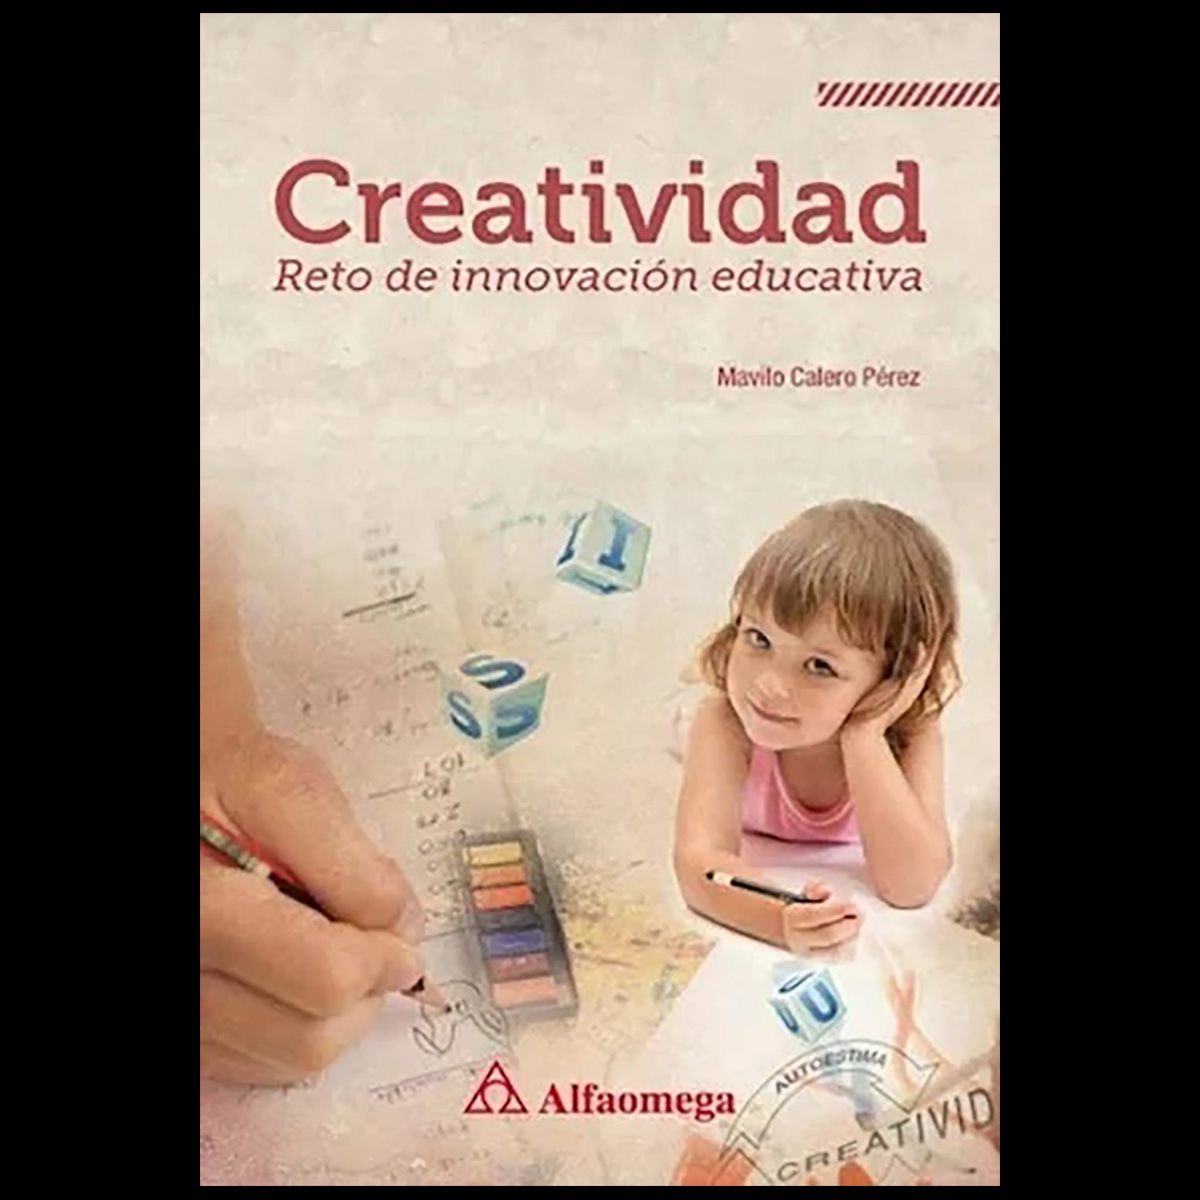 Creatividad
Reto de innovación educativa
Mavilo Calero Pérez
I
S
S
S
U
Alfaomega
AUTOESTIMA
CREATIVID